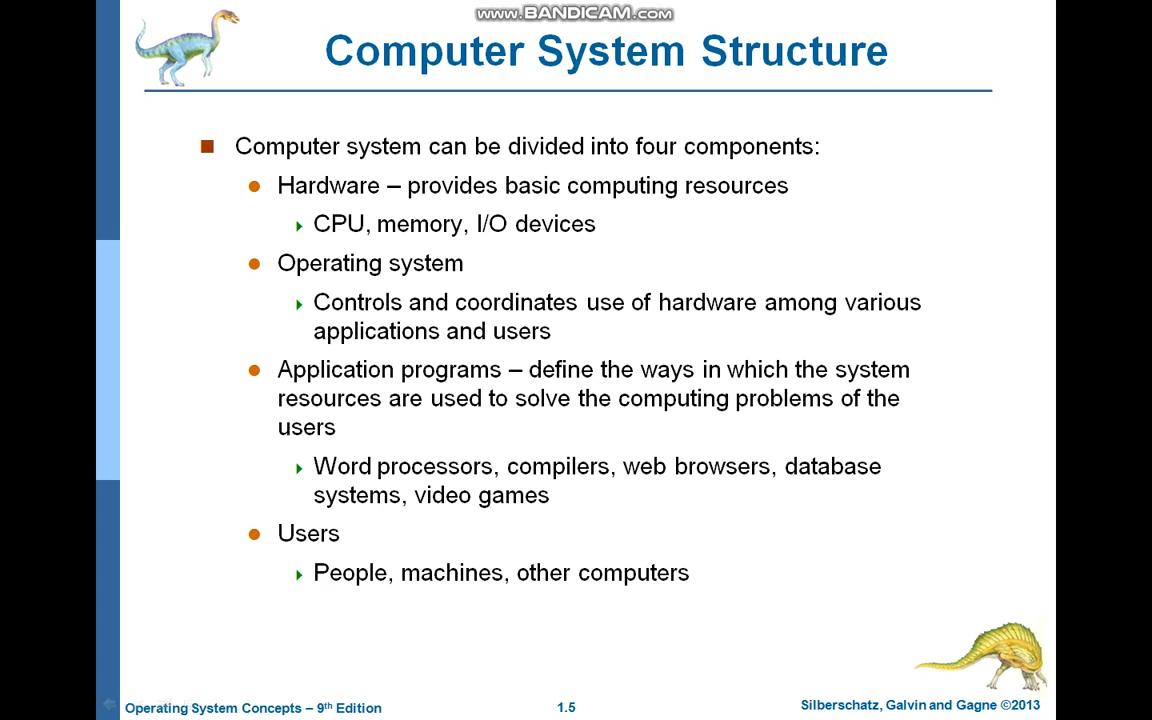 www.BANDICAM.com
Computer System Structure
Computer system can be divided into four components:
Hardware – provides basic computing resources
CPU, memory, I/O devices
Operating system
Controls and coordinates use of hardware among various
applications and users
Application programs – define the ways in which the system
resources are used to solve the computing problems of the
users
Word processors, compilers, web browsers, database
systems, video games
Users
People, machines, other computers
Operating System Concepts – 9th Edition
1.5
Silberschatz, Galvin and Gagne ©2013